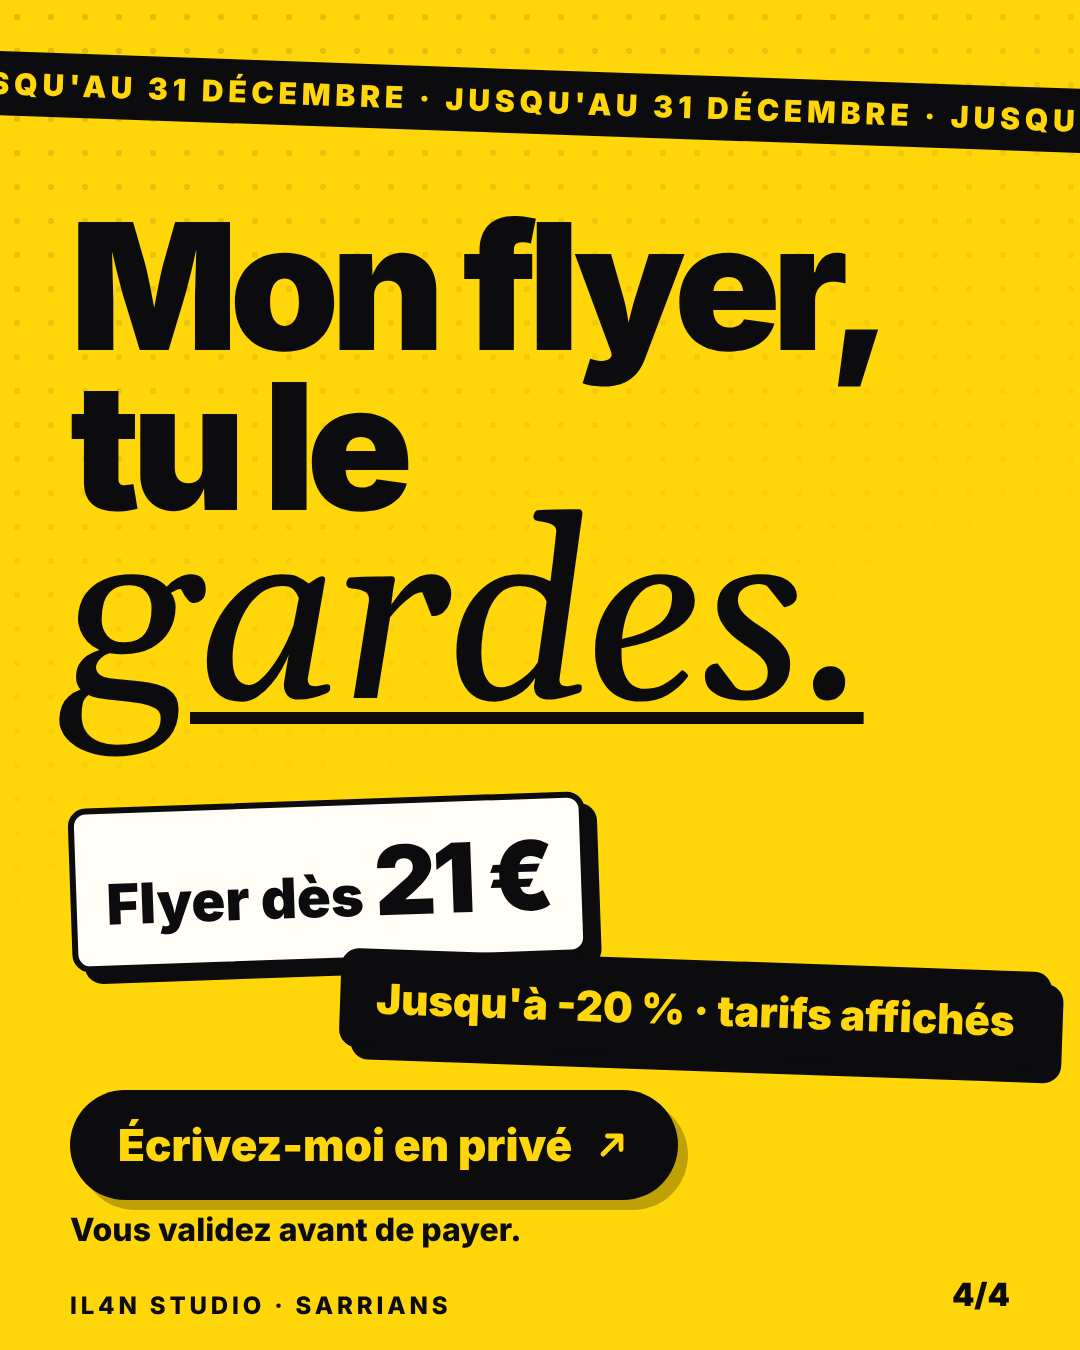 SQU'AU 31 DÉCEMBRE · JUSQU'AU 31 DÉCEMBRE · JUSQU
Mon flyer,
tu le
gardes.
Flyer dès 21 €
Jusqu'à -20 % · tarifs affichés
Écrivez-moi en privé ↗
Vous validez avant de payer.
IL4N STUDIO · SARRIANS
4/4